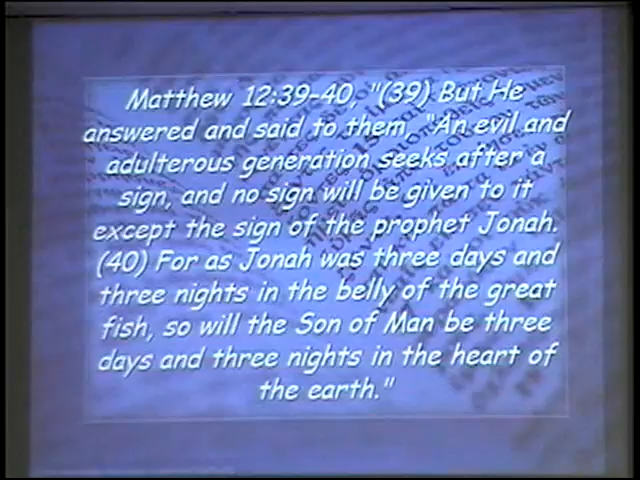 Matthew 12:39-40, "(39) But He
answered and said to them, "An evil and
adulterous generation seeks after a
sign, and no sign will be given to it
except the sign of the prophet Jonah.
(40) For as Jonah was three days and
three nights in the belly of the great
fish, so will the Son of Man be three
days and three nights in the heart of
the earth."